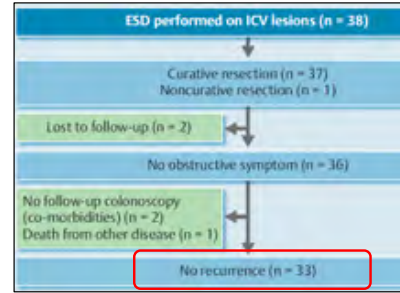 ESD performed on ICV lesions (n = 38)
Curative resection (n = 37)
Noncurative resection (n = 1)
Lost to follow-up (n = 2)
No obstructive symptom (n = 36)
No follow-up colonoscopy
(co-morbidities) (n = 2)
Death from other disease (n = 1)
No recurrence (n = 33)